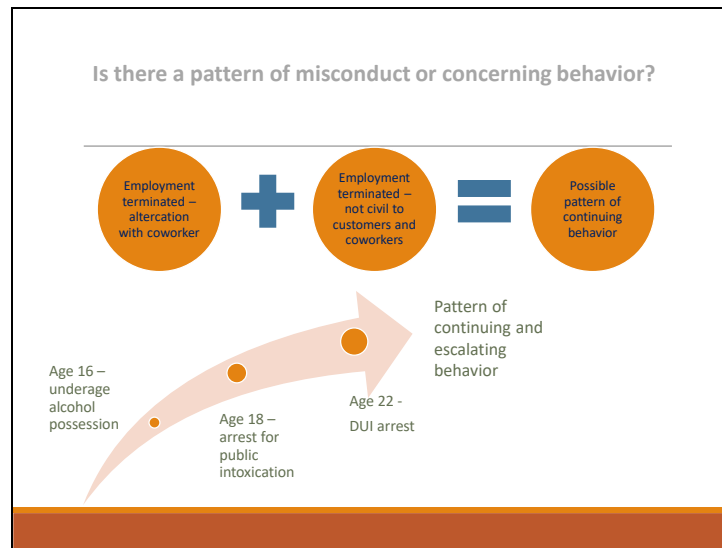 Is there a pattern of misconduct or concerning behavior?
Employment
terminated –
altercation
with coworker
Employment
terminated –
not civil to
customers and
coworkers
Possible
pattern of
continuing
behavior
Pattern of
continuing and
escalating
behavior
Age 16 –
underage
alcohol
possession
Age 18 –
arrest for
public
intoxication
Age 22 -
DUI arrest